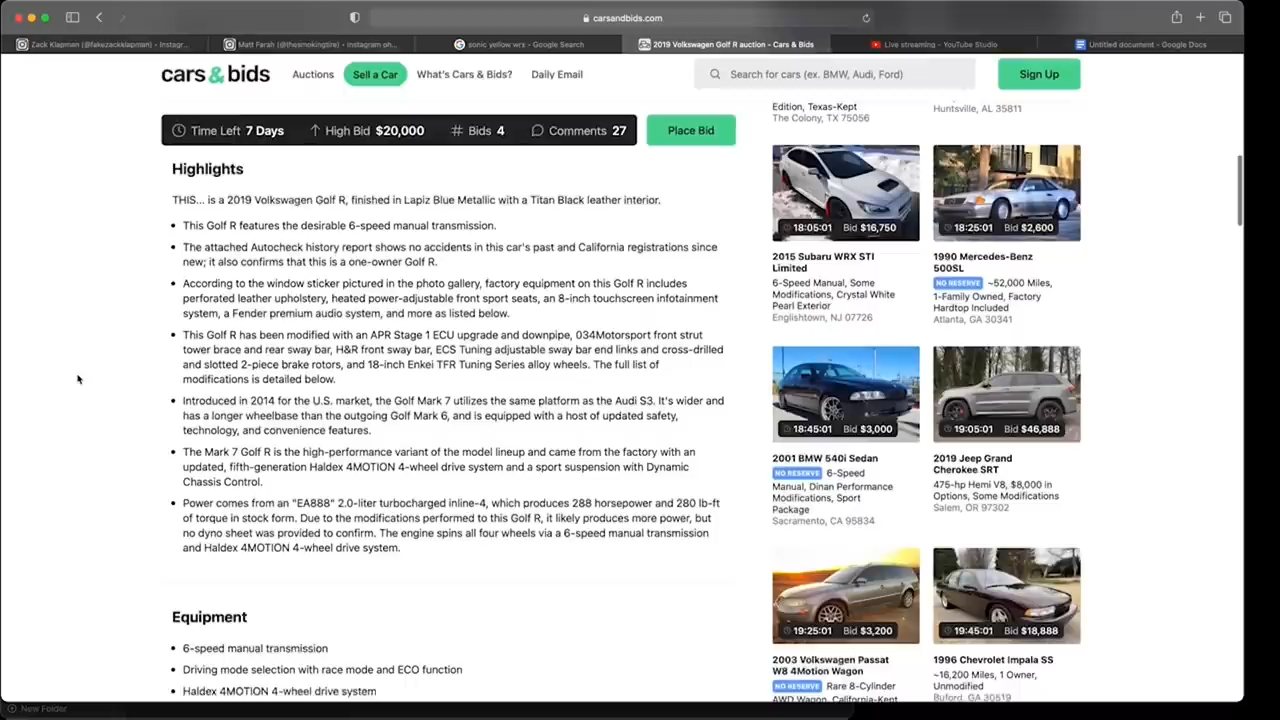 carsandbids.com
Zack Klapman (@fakezackklapman) • Instagr...
Matt Farah (@thesmokingtire) • Instagram ph...
sonic yellow wrx - Google Search
2019 Volkswagen Golf R auction - Cars & Bids
Live streaming - YouTube Studio
Untitled document - Google Docs
cars & bids
Auctions
Sell a Car
What's Cars & Bids?
Daily Email
Search for cars (ex. BMW, Audi, Ford)
Sign Up
Time Left 7 Days
High Bid $20,000
# Bids 4
Comments 27
Place Bid
Highlights
THIS... is a 2019 Volkswagen Golf R, finished in Lapiz Blue Metallic with a Titan Black leather interior.
• This Golf R features the desirable 6-speed manual transmission.
• The attached Autocheck history report shows no accidents in this car's past and California registrations since
new; it also confirms that this is a one-owner Golf R.
• According to the window sticker pictured in the photo gallery, factory equipment on this Golf R includes
perforated leather upholstery, heated power-adjustable front sport seats, an 8-inch touchscreen infotainment
system, a Fender premium audio system, and more as listed below.
• This Golf R has been modified with an APR Stage 1 ECU upgrade and downpipe, 034Motorsport front strut
tower brace and rear sway bar, H&R front sway bar, ECS Tuning adjustable sway bar end links and cross-drilled
and slotted 2-piece brake rotors, and 18-inch Enkei TFR Tuning Series alloy wheels. The full list of
modifications is detailed below.
• Introduced in 2014 for the U.S. market, the Golf Mark 7 utilizes the same platform as the Audi S3. It's wider and
has a longer wheelbase than the outgoing Golf Mark 6, and is equipped with a host of updated safety,
technology, and convenience features.
• The Mark 7 Golf R is the high-performance variant of the model lineup and came from the factory with an
updated, fifth-generation Haldex 4MOTION 4-wheel drive system and a sport suspension with Dynamic
Chassis Control.
• Power comes from an "EA888" 2.0-liter turbocharged inline-4, which produces 288 horsepower and 280 lb-ft
of torque in stock form. Due to the modifications performed to this Golf R, it likely produces more power, but
no dyno sheet was provided to confirm. The engine spins all four wheels via a 6-speed manual transmission
and Haldex 4MOTION 4-wheel drive system.
Equipment
• 6-speed manual transmission
• Driving mode selection with race mode and ECO function
• Haldex 4MOTION 4-wheel drive system
Edition, Texas-Kept
The Colony, TX 75056
Huntsville, AL 35811
18:05:01 Bid $16,750
2015 Subaru WRX STI
Limited
6-Speed Manual, Some
Modifications, Crystal White
Pearl Exterior
Englishtown, NJ 07726
18:25:01 Bid $2,600
1990 Mercedes-Benz
500SL
NO RESERVE ~52,000 Miles,
1-Family Owned, Factory
Hardtop Included
Atlanta, GA 30341
18:45:01 Bid $3,000
2001 BMW 540i Sedan
NO RESERVE 6-Speed
Manual, Dinan Performance
Modifications, Sport
Package
Sacramento, CA 95834
19:05:01 Bid $46,888
2019 Jeep Grand
Cherokee SRT
475-hp Hemi V8, $8,000 in
Options, Some Modifications
Salem, OR 97302
19:25:01 Bid $3,200
2003 Volkswagen Passat
W8 4Motion Wagon
NO RESERVE Rare 8-Cylinder
AWD Wagon, California-Kept
19:45:01 Bid $18,888
1996 Chevrolet Impala SS
~16,200 Miles, 1 Owner,
Unmodified
Buford, GA 30519
New Folder